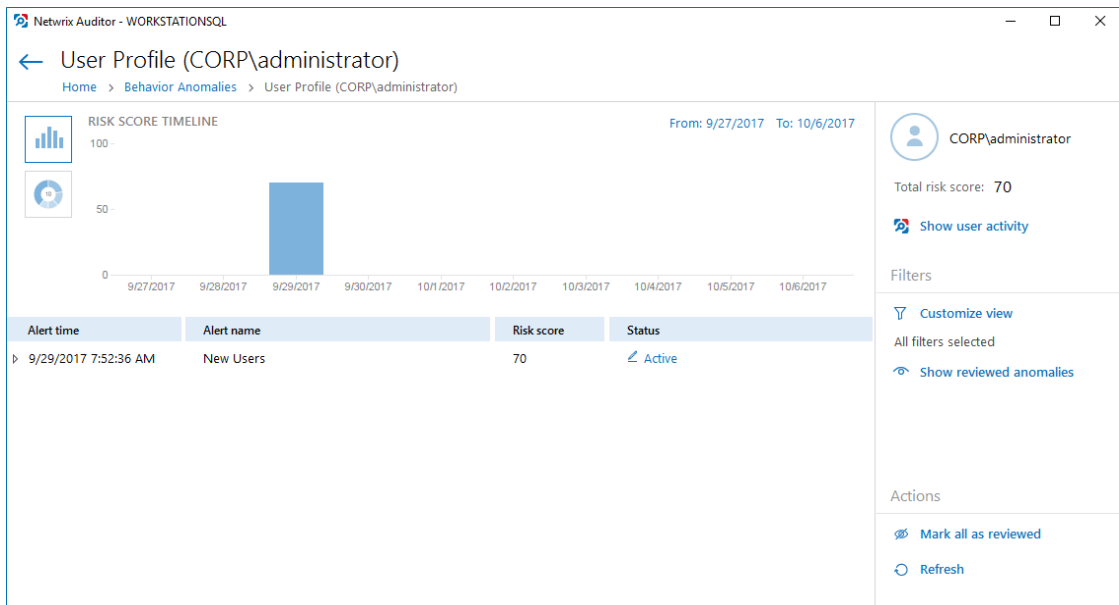 Netwrix Auditor - WORKSTATIONSQL
User Profile (CORP\administrator)
Home > Behavior Anomalies > User Profile (CORP\administrator)
RISK SCORE TIMELINE
From: 9/27/2017 To: 10/6/2017
100
50
0
9/27/2017 9/28/2017 9/29/2017 9/30/2017 10/1/2017 10/2/2017 10/3/2017 10/4/2017 10/5/2017 10/6/2017
10
Alert time Alert name Risk score Status
9/29/2017 7:52:36 AM New Users 70 Active
CORP\administrator
Total risk score: 70
Show user activity
Filters
Customize view
All filters selected
Show reviewed anomalies
Actions
Mark all as reviewed
Refresh